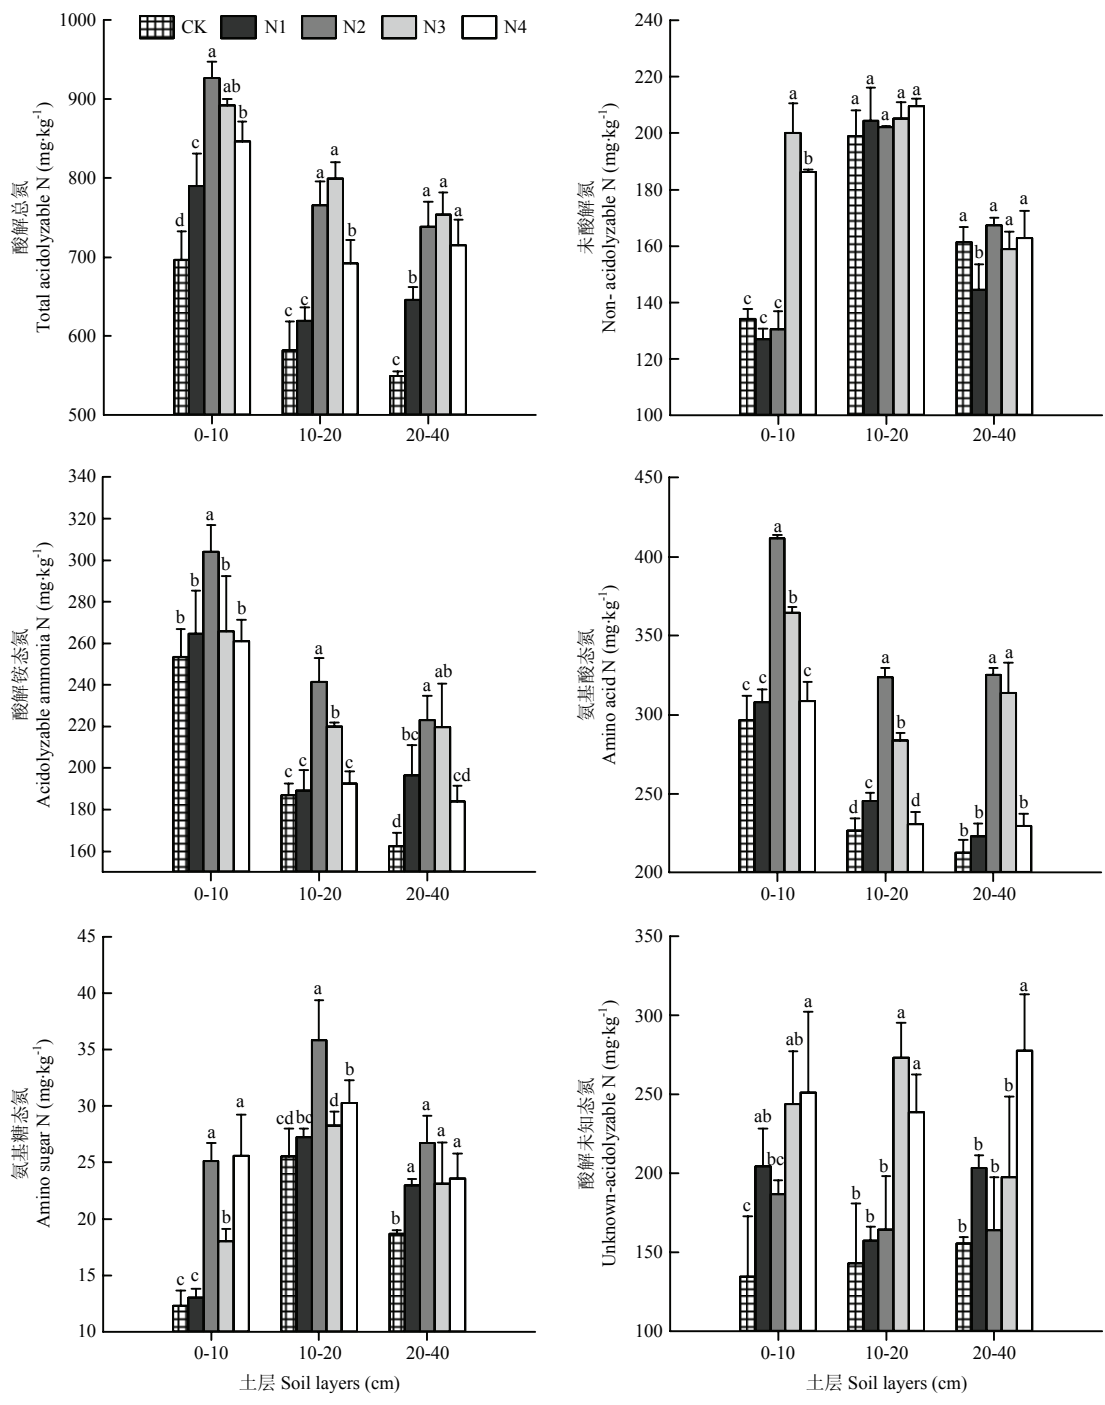 CK N1 N2 N3 N4
酸解总氮
Total acidolyzable N (mg·kg⁻¹)
1000
900
800
700
600
500
d c a ab b
c c a a b
c b a a a
0-10 10-20 20-40
未酸解氮
Non- acidolyzable N (mg·kg⁻¹)
240
220
200
180
160
140
120
100
c c c a b
a a a a a
a b a a a
0-10 10-20 20-40
酸解铵态氮
Acidolyzable ammonia N (mg·kg⁻¹)
340
320
300
280
260
240
220
200
180
160
b b a b b
c c a b c
d bc a ab cd
0-10 10-20 20-40
氨基酸态氮
Amino acid N (mg·kg⁻¹)
450
400
350
300
250
200
c c a b c
d c a b d
b b a a b
0-10 10-20 20-40
氨基糖态氮
Amino sugar N (mg·kg⁻¹)
45
40
35
30
25
20
15
10
c c a b a
cd bc a d b
b a a a a
0-10 10-20 20-40
土层 Soil layers (cm)
酸解未知态氮
Unknown-acidolyzable N (mg·kg⁻¹)
350
300
250
200
150
100
c ab bc ab a
b b b a a
b b b b a
0-10 10-20 20-40
土层 Soil layers (cm)